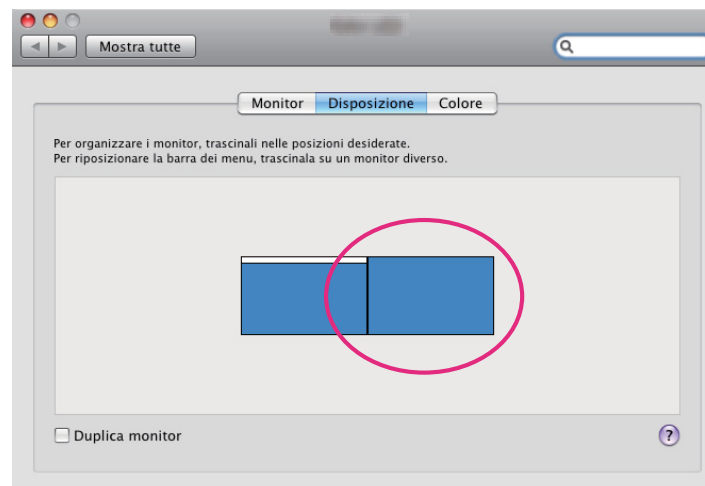 Mostra tutte
Monitor Disposizione Colore
Per organizzare i monitor, trascinali nelle posizioni desiderate.
Per riposizionare la barra dei menu, trascinala su un monitor diverso.
Duplica monitor
?